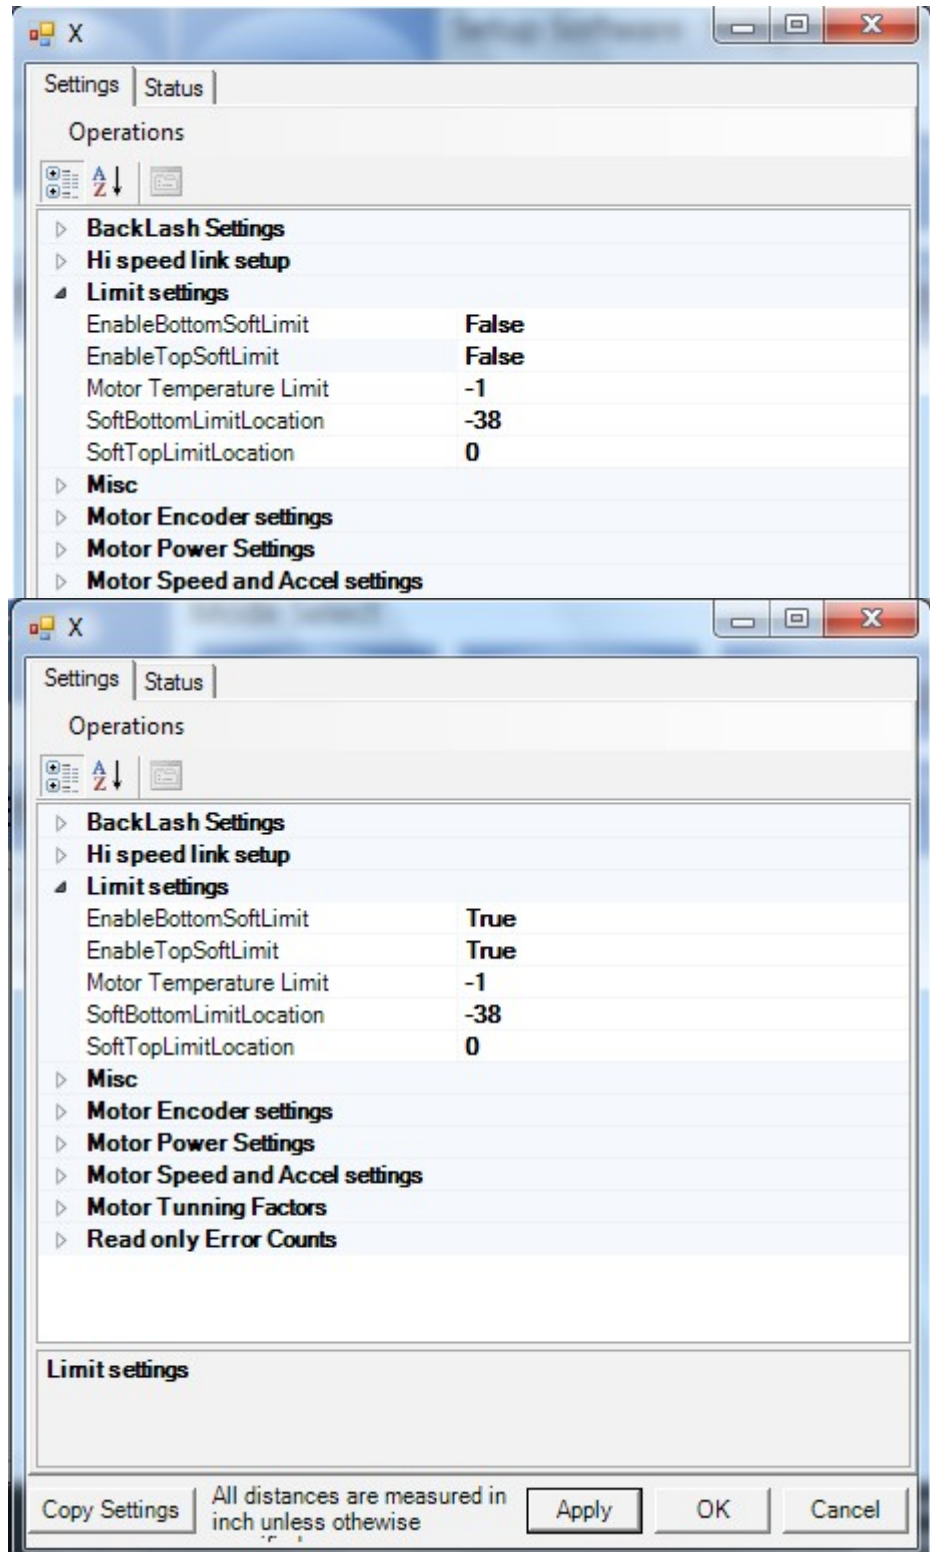 Setup Software
X
Settings Status
Operations
BackLash Settings
Hi speed link setup
Limit settings
EnableBottomSoftLimit False
EnableTopSoftLimit False
Motor Temperature Limit -1
SoftBottomLimitLocation -38
SoftTopLimitLocation 0
Misc
Motor Encoder settings
Motor Power Settings
Motor Speed and Accel settings
Mode Select
X
Settings Status
Operations
BackLash Settings
Hi speed link setup
Limit settings
EnableBottomSoftLimit True
EnableTopSoftLimit True
Motor Temperature Limit -1
SoftBottomLimitLocation -38
SoftTopLimitLocation 0
Misc
Motor Encoder settings
Motor Power Settings
Motor Speed and Accel settings
Motor Tunning Factors
Read only Error Counts
Limit settings
Copy Settings All distances are measured in Apply OK Cancel
inch unless othewise